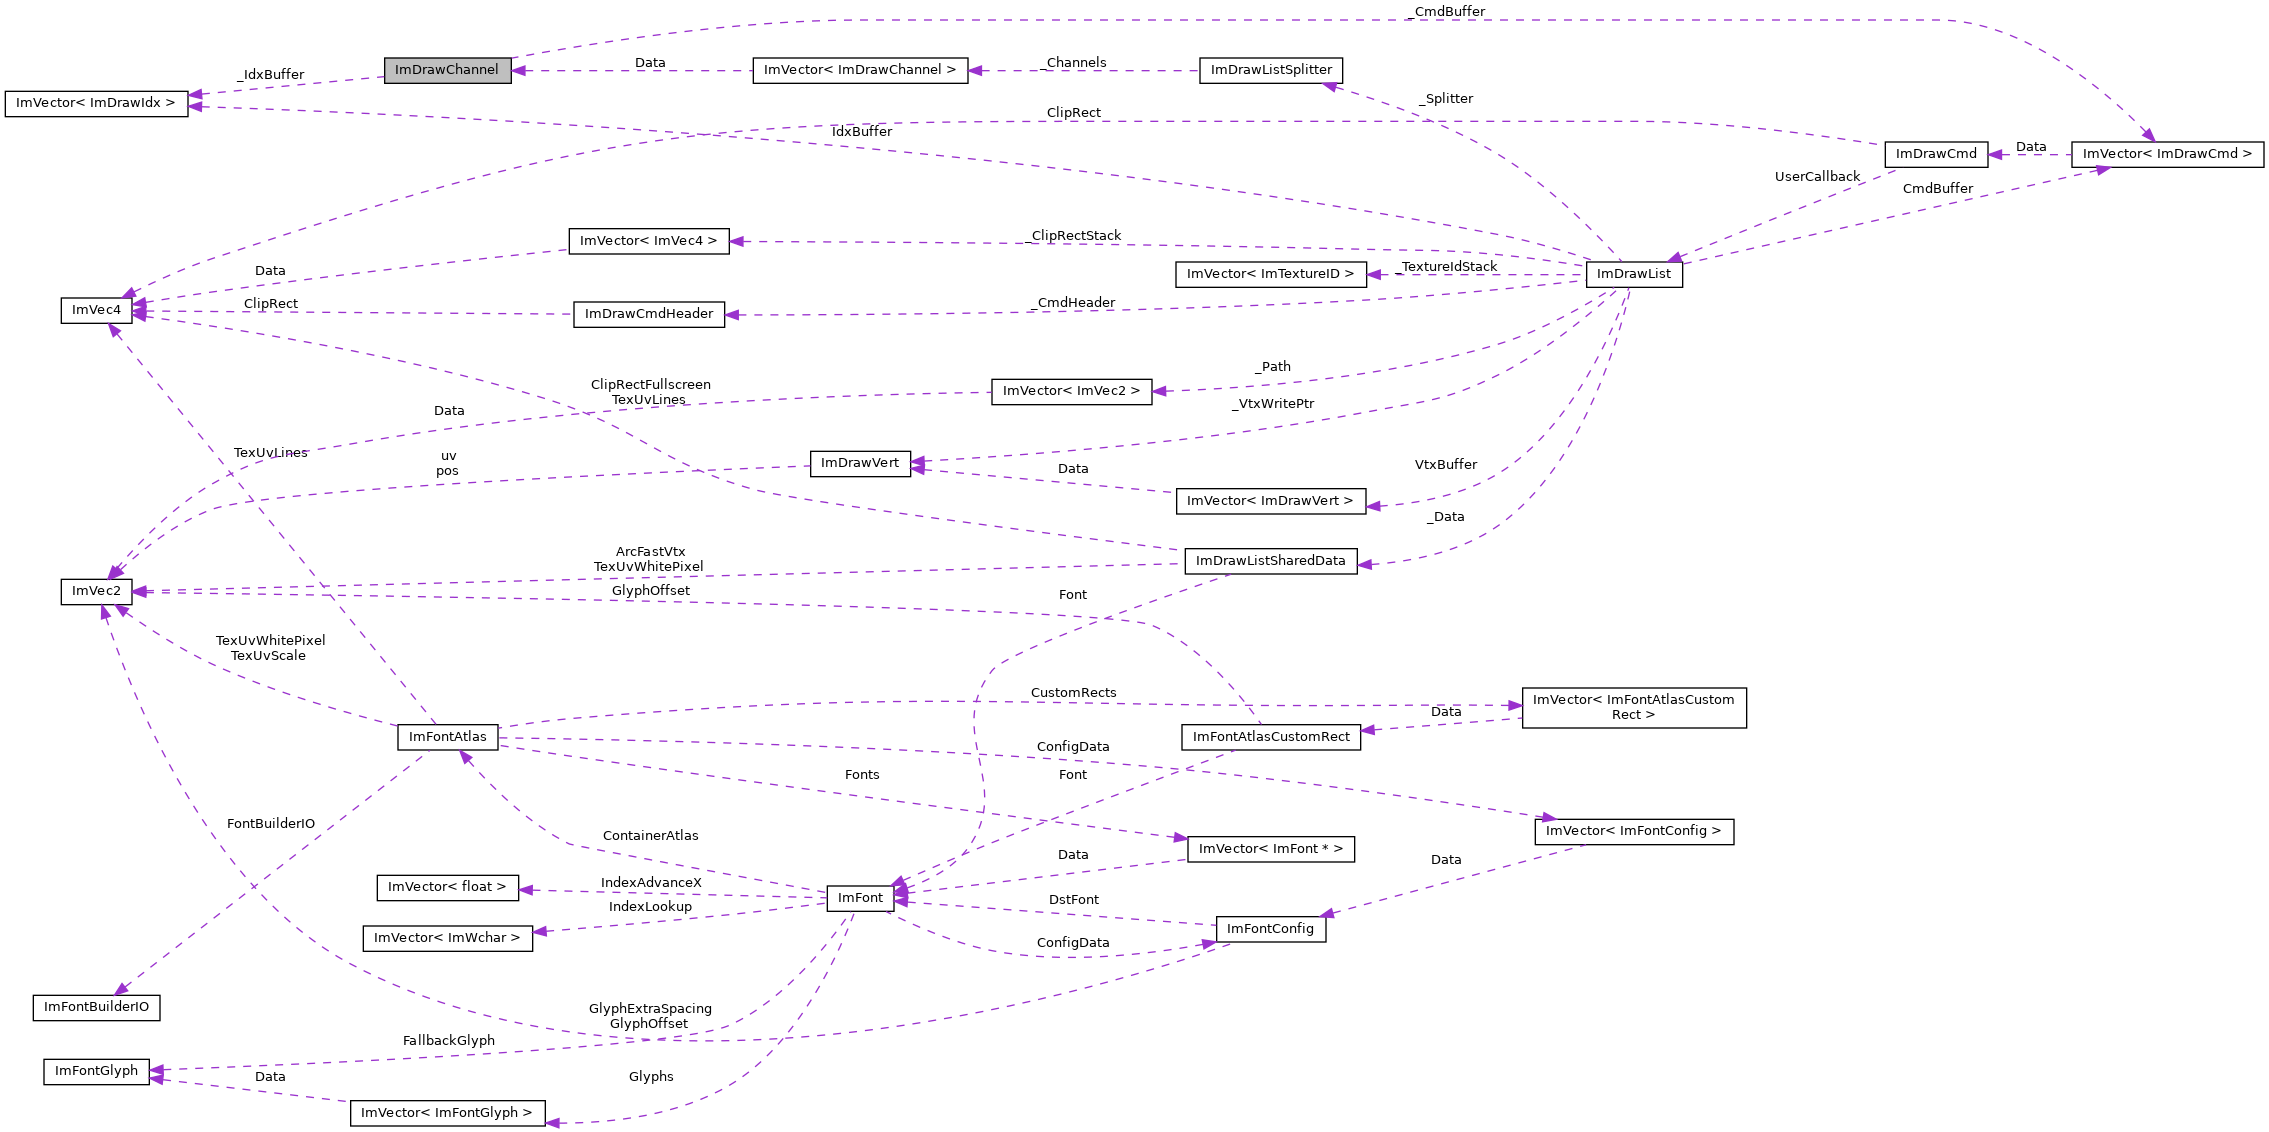 _CmdBuffer
_IdxBuffer
ImDrawChannel
Data
ImVector< ImDrawChannel >
_Channels
ImDrawListSplitter
ImVector< ImDrawIdx >
_Splitter
ClipRect
IdxBuffer
ImDrawCmd
Data
ImVector< ImDrawCmd >
UserCallback
CmdBuffer
ImVector< ImVec4 >
_ClipRectStack
Data
ImVector< ImTextureID >
_TextureIdStack
ImDrawList
ImVec4
ClipRect
ImDrawCmdHeader
_CmdHeader
_Path
ClipRectFullscreen
TexUvLines
ImVector< ImVec2 >
Data
_VtxWritePtr
TexUvLines
uv
pos
ImDrawVert
Data
VtxBuffer
ImVector< ImDrawVert >
_Data
ArcFastVtx
TexUvWhitePixel
ImDrawListSharedData
ImVec2
GlyphOffset
Font
TexUvWhitePixel
TexUvScale
CustomRects
ImVector< ImFontAtlasCustom
Rect >
Data
ImFontAtlas
ImFontAtlasCustomRect
ConfigData
Fonts
Font
FontBuilderIO
ContainerAtlas
ImVector< ImFontConfig >
ImVector< ImFont * >
Data
Data
ImVector< float >
IndexAdvanceX
ImFont
IndexLookup
DstFont
ImVector< ImWchar >
ConfigData
ImFontConfig
ImFontBuilderIO
GlyphExtraSpacing
GlyphOffset
FallbackGlyph
ImFontGlyph
Data
Glyphs
ImVector< ImFontGlyph >